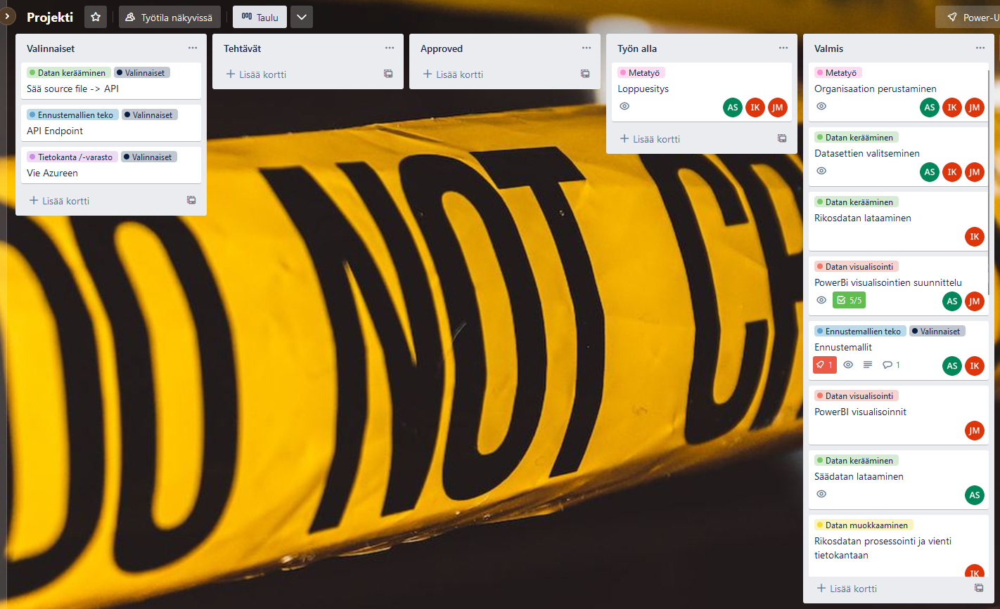 Projekti
Työtila näkyvissä
Taulu
Power-U
Valinnaiset
Datan kerääminen Valinnaiset
Sää source file -> API
Ennustemallien teko Valinnaiset
API Endpoint
Tietokanta /-varasto Valinnaiset
Vie Azureen
+ Lisää kortti
Tehtävät
+ Lisää kortti
Approved
+ Lisää kortti
Työn alla
Metatyö
Loppuesitys
AS IK JM
+ Lisää kortti
Valmis
Metatyö
Organisaation perustaminen
AS IK JM
Datan kerääminen
Datasettien valitseminen
AS IK JM
Datan kerääminen
Rikosdatan lataaminen
IK
Datan visualisointi
PowerBi visualisointien suunnittelu
5/5 AS JM
Ennustemallien teko Valinnaiset
Ennustemallit
1 1 AS IK
Datan visualisointi
PowerBI visualisoinnit
JM
Datan kerääminen
Säädatan lataaminen
AS
Datan muokkaaminen
Rikosdatan prosessointi ja vienti
tietokantaan
IK
+ Lisää kortti
DO NOT CR